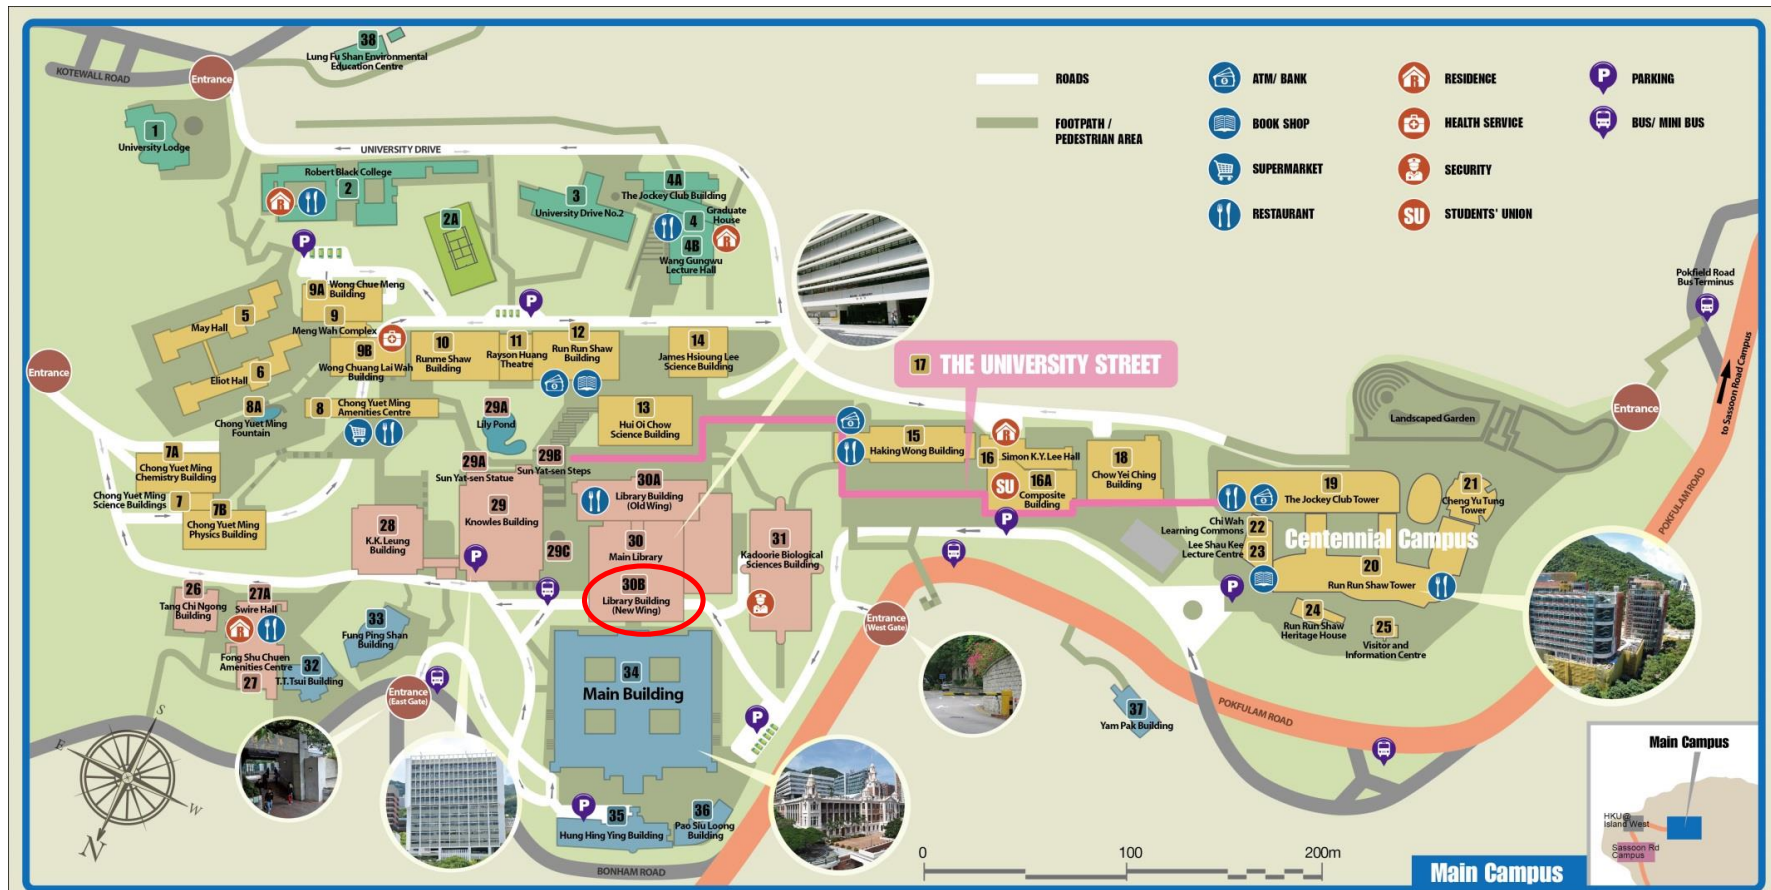 KOTEWALL ROAD
Entrance
38
Lung Fu Shan Environmental
Education Centre
ROADS
FOOTPATH /
PEDESTRIAN AREA
ATM/ BANK
BOOK SHOP
SUPERMARKET
RESTAURANT
R
RESIDENCE
HEALTH SERVICE
SECURITY
SU
STUDENTS' UNION
P
PARKING
BUS/ MINI BUS
1
University Lodge
UNIVERSITY DRIVE
Robert Black College
2
R
2A
3
University Drive No.2
4A
The Jockey Club Building
4
Graduate
House
R
4B
Wang Gungwu
Lecture Hall
P
9A
Wong Chue Meng
Building
9
Meng Wah Complex
5
May Hall
9B
Wong Chuang Lai Wah
Building
10
Runme Shaw
Building
11
Rayson Huang
Theatre
P
12
Run Run Shaw
Building
14
James Hsioung Lee
Science Building
17
THE UNIVERSITY STREET
Pokfield Road
Bus Terminus
to Sassoon Road Campus
Entrance
6
Eliot Hall
8A
Chong Yuet Ming
Fountain
8
Chong Yuet Ming
Amenities Centre
29A
Lily Pond
13
Hui Oi Chow
Science Building
15
Haking Wong Building
R
16
Simon K.Y. Lee Hall
SU
16A
Composite
Building
18
Chow Yei Ching
Building
Landscaped Garden
Entrance
POKFULAM ROAD
7A
Chong Yuet Ming
Chemistry Building
Chong Yuet Ming
Science Buildings
7
7B
Chong Yuet Ming
Physics Building
29A
Sun Yat-sen Statue
29B
Sun Yat-sen Steps
29
Knowles Building
28
K.K. Leung
Building
29C
30A
Library Building
(Old Wing)
30
Main Library
30B
Library Building
(New Wing)
31
Kadoorie Biological
Sciences Building
P
P
19
The Jockey Club Tower
21
Cheng Yu Tung
Tower
22
Chi Wah
Learning Commons
Lee Shau Kee
Lecture Centre
23
Centennial Campus
20
Run Run Shaw Tower
P
24
Run Run Shaw
Heritage House
25
Visitor and
Information Centre
26
Tang Chi Ngong
Building
27A
Swire Hall
R
Fong Shu Chuen
Amenities Centre
27
33
Fung Ping Shan
Building
32
T.T. Tsui Building
Entrance
(East Gate)
Entrance
(West Gate)
34
Main Building
P
37
Yam Pak Building
POKFULAM ROAD
P
35
Hung Hing Ying Building
36
Pao Siu Loong
Building
BONHAM ROAD
S
E
W
N
0
100
200m
Main Campus
HKU@
Island West
Sassoon Rd
Campus
Main Campus